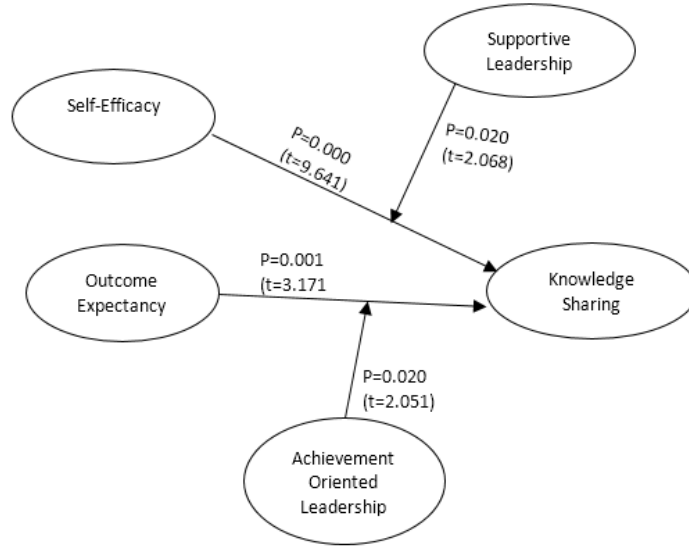 Supportive
Leadership
Self-Efficacy
P=0.000
(t=9.641)
P=0.020
(t=2.068)
P=0.001
(t=3.171
Outcome
Expectancy
Knowledge
Sharing
P=0.020
(t=2.051)
Achievement
Oriented
Leadership